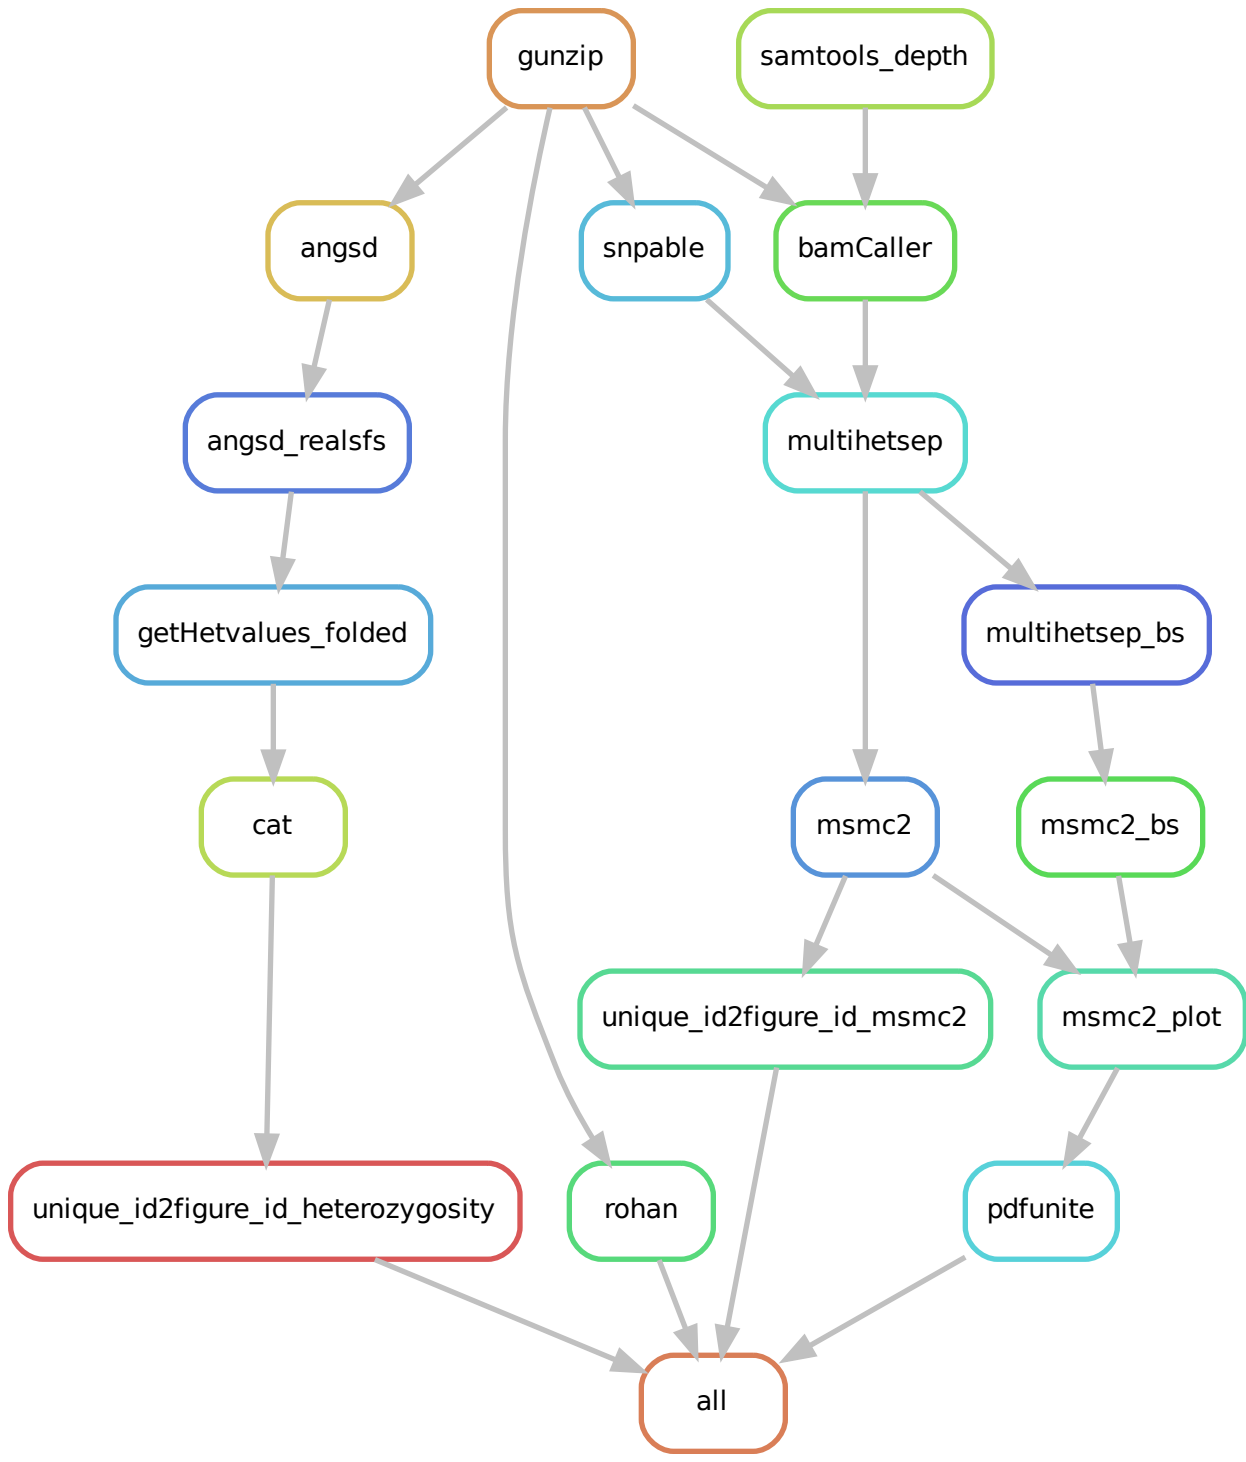 gunzip
samtools_depth
angsd
snpable
bamCaller
angsd_realsfs
multihetsep
getHetvalues_folded
multihetsep_bs
cat
msmc2
msmc2_bs
unique_id2figure_id_msmc2
msmc2_plot
unique_id2figure_id_heterozygosity
rohan
pdfunite
all